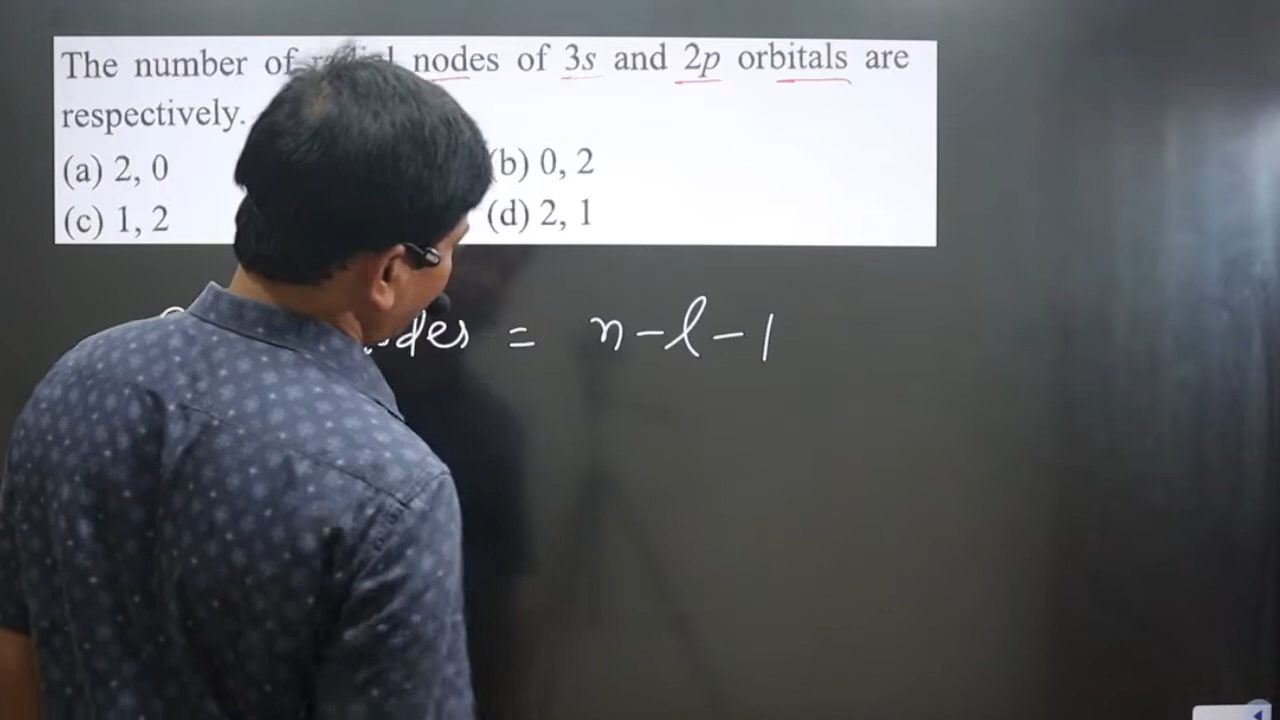 The number of radial nodes of 3s and 2p orbitals are
respectively.
(a) 2, 0
(b) 0, 2
(c) 1, 2
(d) 2, 1
= n-l-1